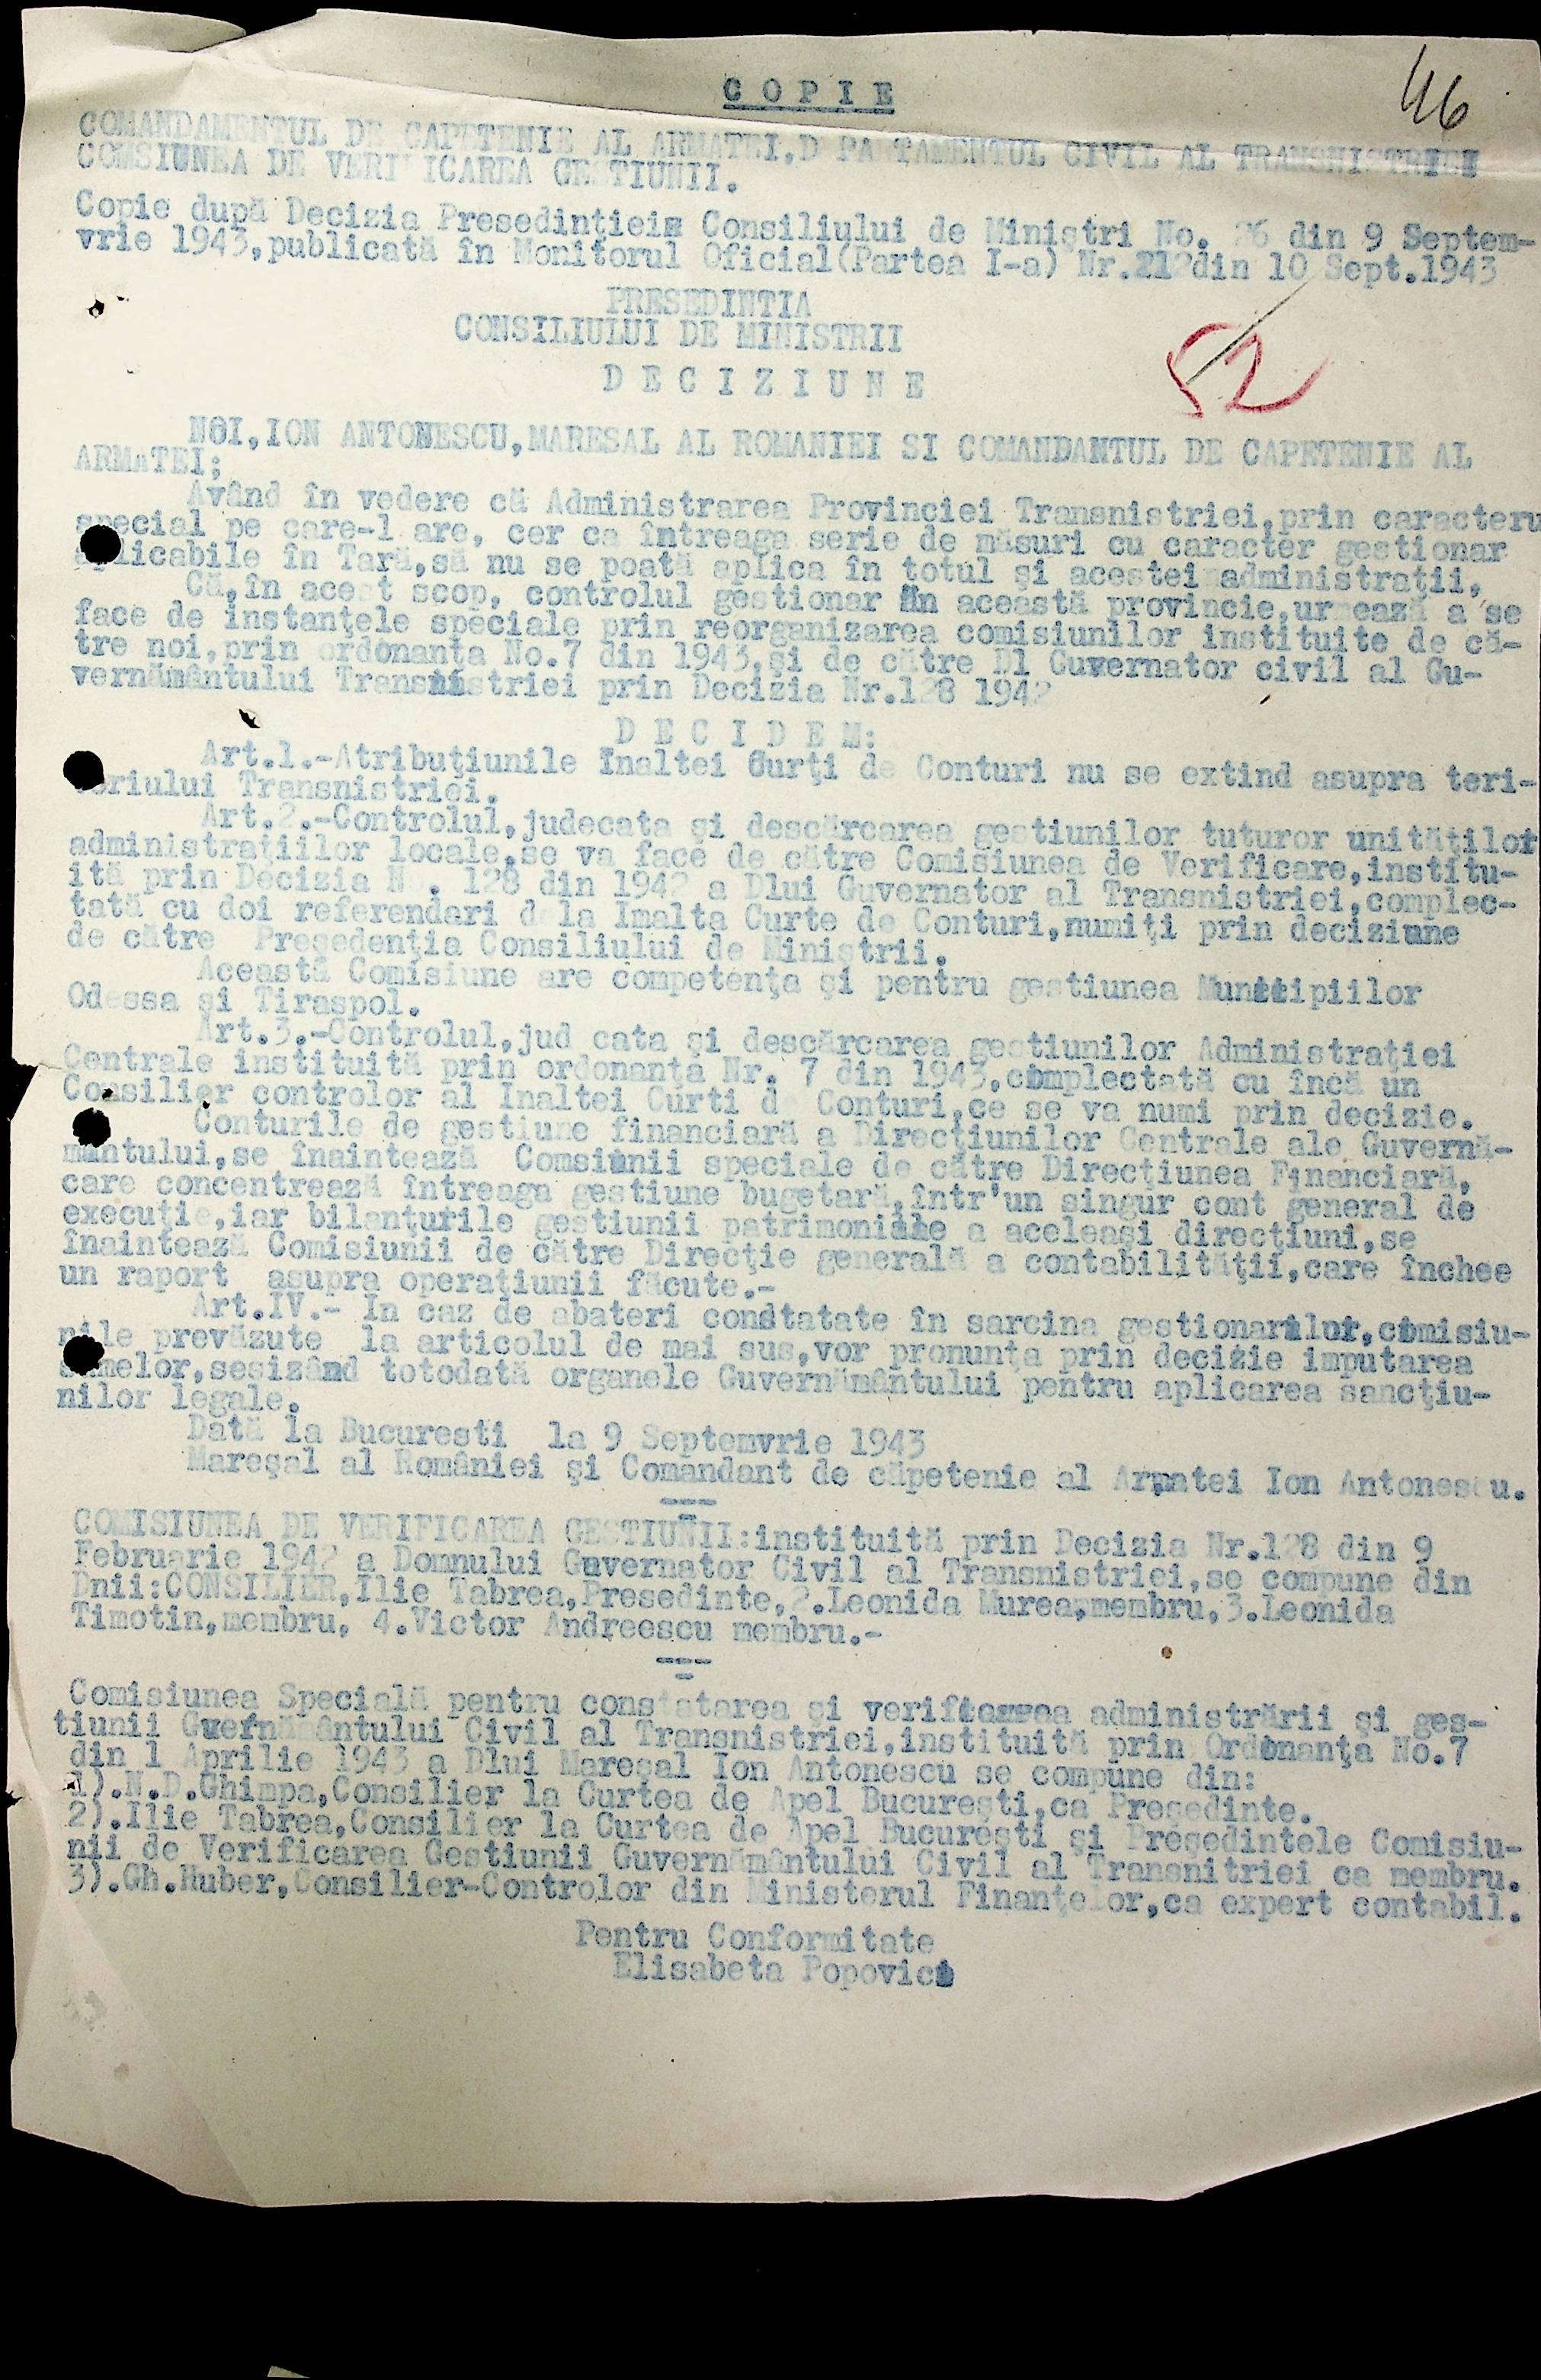 COPIE
46
COMANDAMENTUL DE CAPETENIE AL ARMATEI.D PA TAMENTUL CIVIL AL TRANSNISTRIEI
COMSIUNEA DE VERI ICAREA GESTIUNII.
Copie după Decizia Presedinţiei Consiliului de Miniştri No. 26 din 9 Septem-
vrie 1943,publicată în Monitorul Oficial(Partea I-a) Nr.212din 10 Sept.1943
PRESEDINTIA
CONSILIULUI DE MINISTRII
52
DECIZIUNE
NOI,ION ANTONESCU,MARESAL AL ROMANIEI SI COMANDANTUL DE CAPETENIE AL
ARMATEI;
Având în vedere că Administrarea Provinciei Transnistriei,prin caracteru
special pe care-l are, cer ca întreaga serie de măsuri cu caracter gestionar
aplicabile în Tară,să nu se poată aplica în totul şi acestei administraţii,
Că,în acest scop, controlul gestionar în această provincie,urmează a se
face de instanţele speciale prin reorganizarea comisiunilor instituite de că-
tre noi,prin ordonanţa No.7 din 1943,şi de către Dl Guvernator civil al Gu-
vernământului Transnistriei prin Decizia Nr.128 1942
DECIDEM:
Art.1.-Atribuţiunile Inaltei Curţi de Conturi nu se extind asupra teri-
toriului Transnistriei.
Art.2.-Controlul,judecata şi descărcarea gestiunilor tuturor unităţilor
administraţiilor locale,se va face de către Comisiunea de Verificare,institu-
ită prin Decizia No. 128 din 1942 a Dlui Guvernator al Transnistriei,complec-
tată cu doi referendari dela Imalta Curte de Conturi,numiţi prin deciziune
de către Preşedenţia Consiliului de Miniştrii.
Această Comisiune are competenţa şi pentru gestiunea Municipiilor
Odessa şi Tiraspol.
Art.3.-Controlul,jud cata şi descărcarea gestiunilor Administraţiei
Centrale instituită prin ordonanţa Nr. 7 din 1943,complectată cu încă un
Consilier controlor al Inaltei Curti de Conturi,ce se va numi prin decizie.
Conturile de gestiune financiară a Direcţiunilor Centrale ale Guvernă-
mântului,se înaintează Comsiunii speciale de către Direcţiunea Financiară,
care concentrează întreaga gestiune bugetară,într'un singur cont general de
execuţie,iar bilanţurile gestiunii patrimoniale a aceleaşi direcţiuni,se
înaintează Comisiunii de către Direcţie generală a contabilităţii,care închee
un raport asupra operaţiunii făcute.-
Art.IV.- In caz de abateri constatate în sarcina gestionarilor,comisiu-
nile prevăzute la articolul de mai sus,vor pronunţa prin decizie imputarea
sumelor,sesizând totodată organele Guvernământului pentru aplicarea sancţiu-
nilor legale.
Dată la Bucuresti la 9 Septemvrie 1943
Mareşal al României şi Comandant de căpetenie al Armatei Ion Antonescu.
COMISIUNEA DE VERIFICAREA GESTIUNII:instituită prin Decizia Nr.128 din 9
Februarie 1942 a Domnului Guvernator Civil al Transnistriei,se compune din
Dnii:CONSILIER,Ilie Tabrea,Presedinte,2.Leonida Murea,membru,3.Leonida
Timotin,membru, 4.Victor Andreescu membru.-
Comisiunea Specială pentru constatarea şi verificarea administrării şi ges-
tiunii Guernământului Civil al Transnistriei,instituită prin Ordonanţa No.7
din 1 Aprilie 1943 a Dlui Mareşal Ion Antonescu se compune din:
1).N.D.Ghimpa,Consilier la Curtea de Apel Bucureşti,ca Preşedinte.
2).Ilie Tabrea,Consilier la Curtea de Apel Bucureşti şi Preşedintele Comisiu-
nii de Verificarea Gestiunii Guvernământului Civil al Transnitriei ca membru.
3).Gh.Huber,Consilier-Controlor din Ministerul Finanţelor,ca expert contabil.
Pentru Conformitate
Elisabeta Popovici